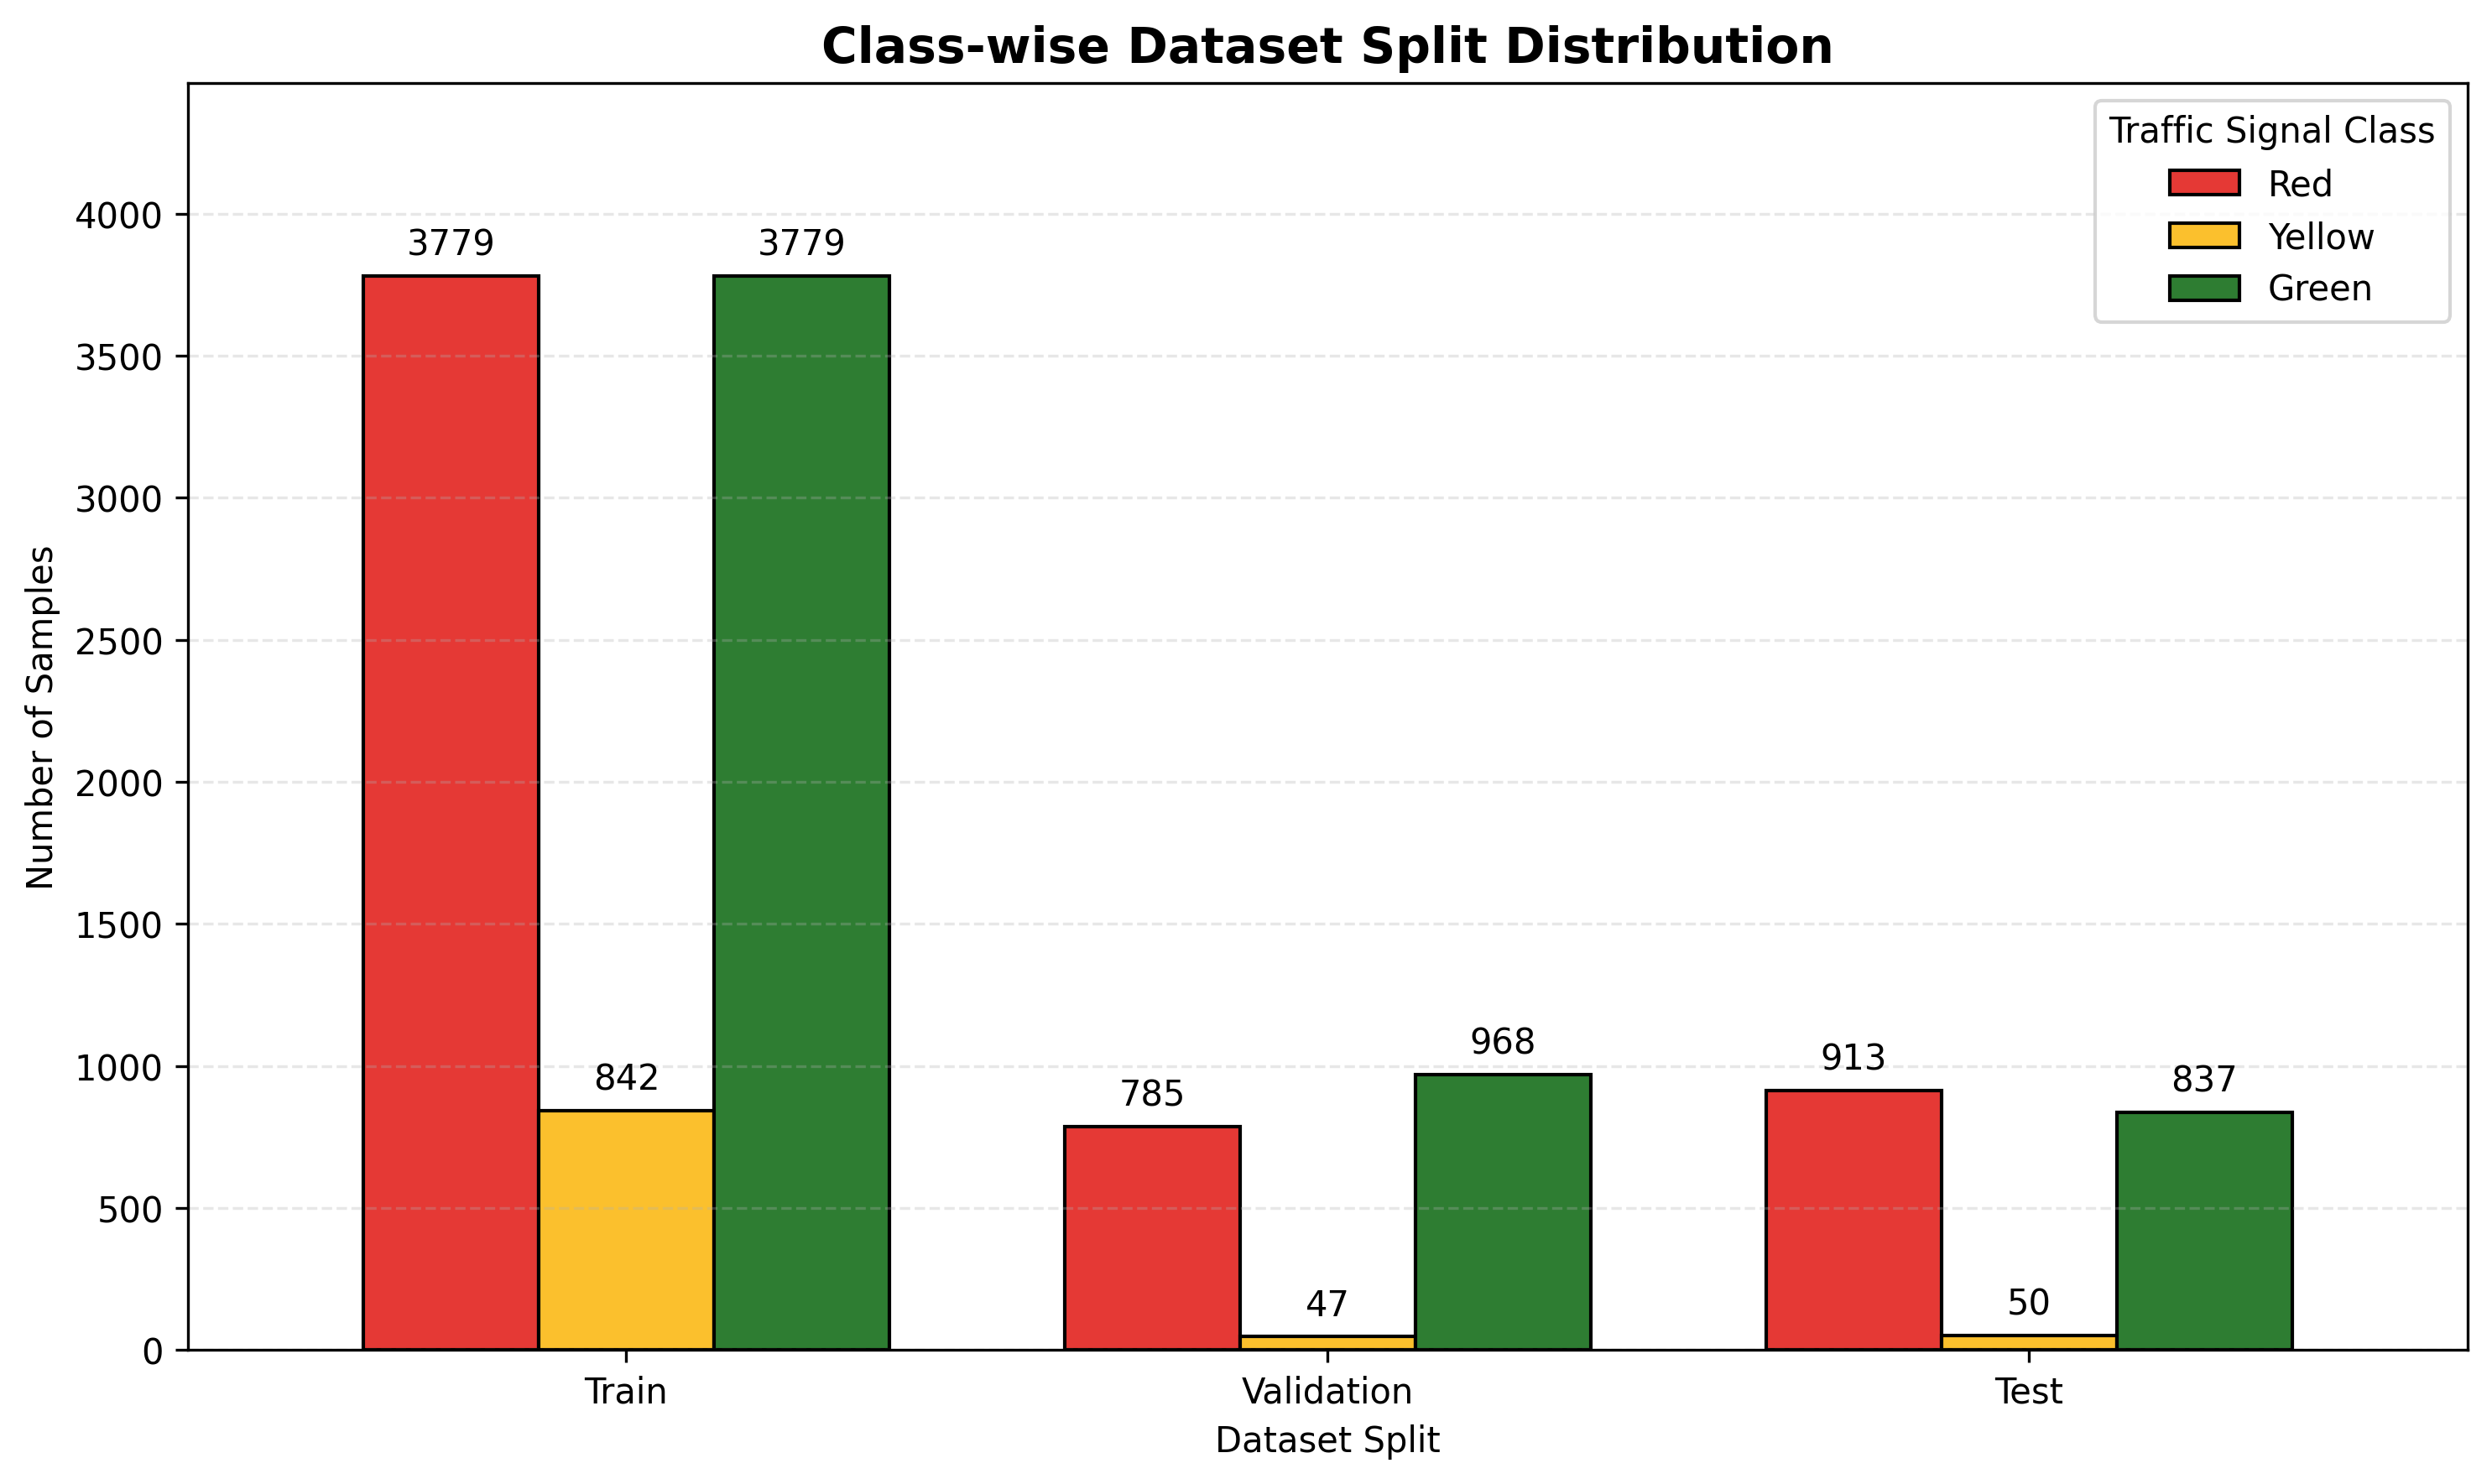 Class-wise Dataset Split Distribution
Traffic Signal Class
Red
Yellow
Green
Number of Samples
4000
3500
3000
2500
2000
1500
1000
500
0
3779
842
3779
785
47
968
913
50
837
Train
Validation
Test
Dataset Split